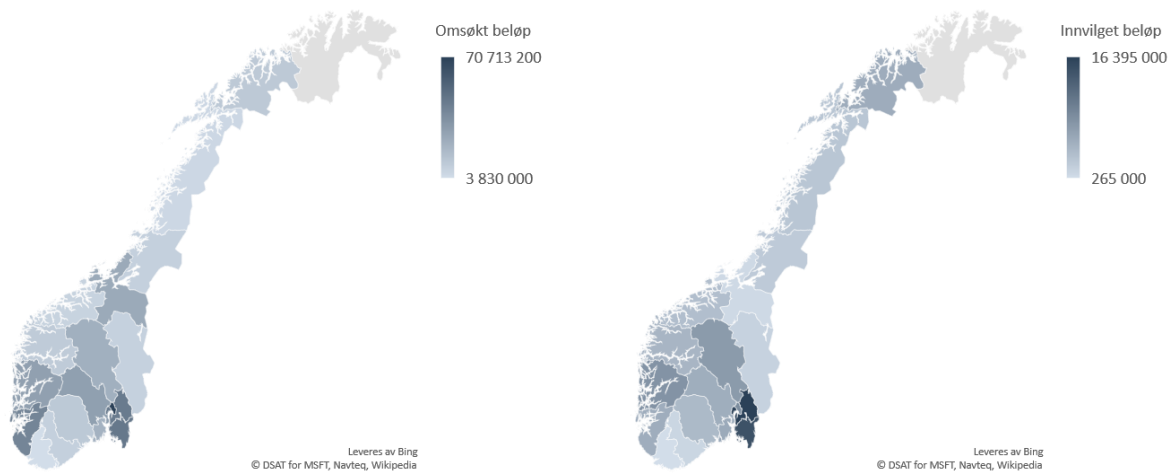 Omsøkt beløp
70 713 200
3 830 000
Leveres av Bing
© DSAT for MSFT, Navteq, Wikipedia
Innvilget beløp
16 395 000
265 000
Leveres av Bing
© DSAT for MSFT, Navteq, Wikipedia